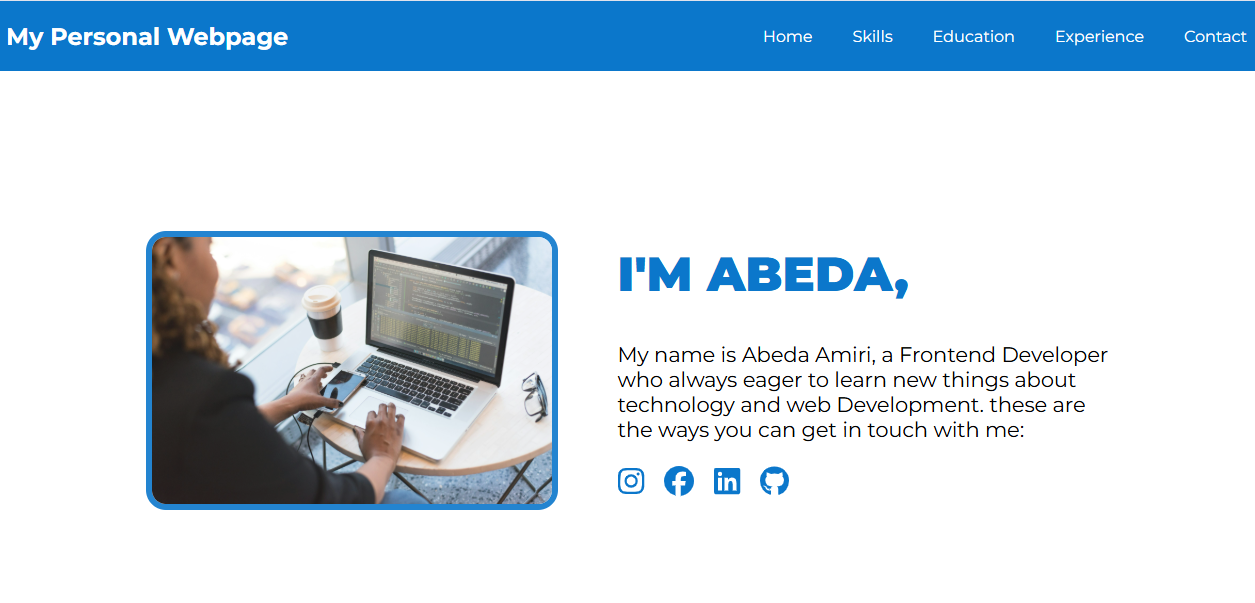 My Personal Webpage
Home Skills Education Experience Contact
I'M ABEDA,
My name is Abeda Amiri, a Frontend Developer
who always eager to learn new things about
technology and web Development. these are
the ways you can get in touch with me: